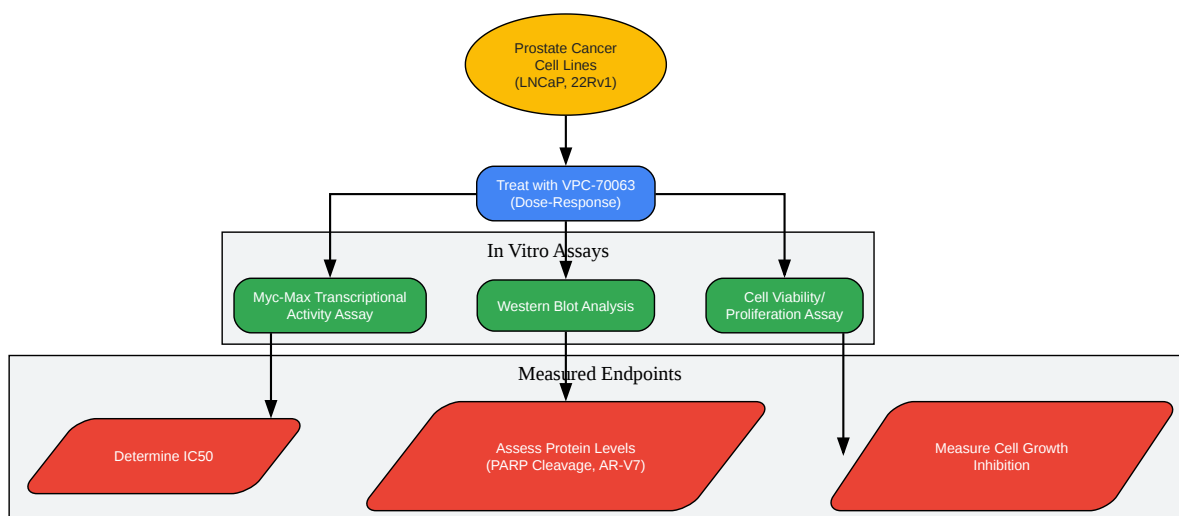 Prostate Cancer
Cell Lines
(LNCaP, 22Rv1)
Treat with VPC-70063
(Dose-Response)
In Vitro Assays
Myc-Max Transcriptional
Activity Assay
Western Blot Analysis
Cell Viability/
Proliferation Assay
Measured Endpoints
Determine IC50
Assess Protein Levels
(PARP Cleavage, AR-V7)
Measure Cell Growth
Inhibition